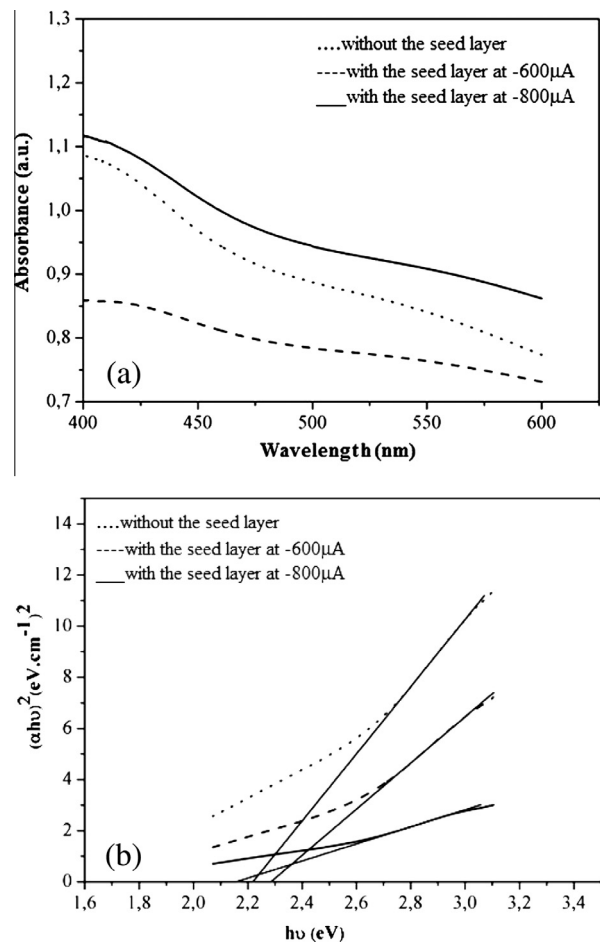 1,3
1,2
1,1
1,0
0,9
0,8
0,7
Absorbance (a.u.)
....without the seed layer
----with the seed layer at -600μA
___with the seed layer at -800μA
(a)
400 450 500 550 600
Wavelength (nm)
14
12
10
8
6
4
2
0
(αhυ)² (eV.cm⁻¹)²
....without the seed layer
----with the seed layer at -600μA
___with the seed layer at -800μA
(b)
1,6 1,8 2,0 2,2 2,4 2,6 2,8 3,0 3,2 3,4
hυ (eV)